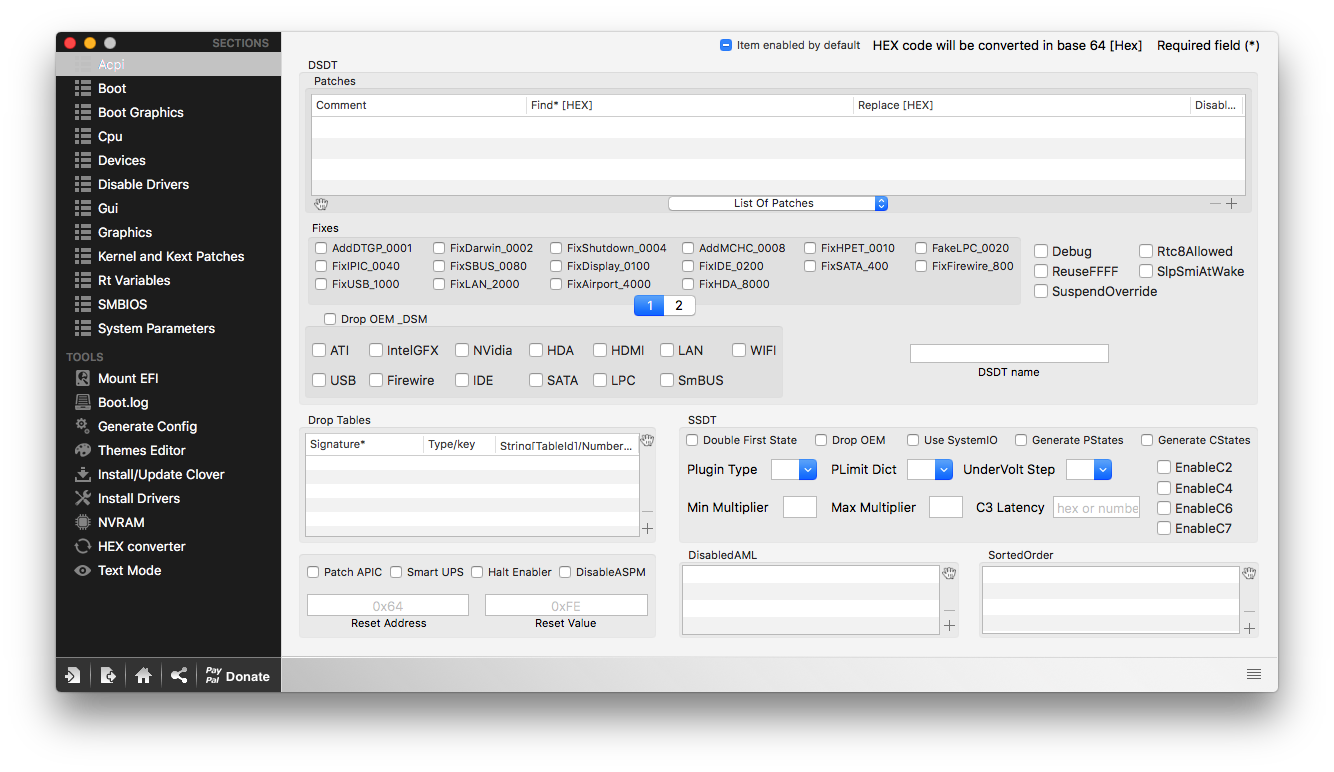 SECTIONS
Acpi
Boot
Boot Graphics
Cpu
Devices
Disable Drivers
Gui
Graphics
Kernel and Kext Patches
Rt Variables
SMBIOS
System Parameters
TOOLS
Mount EFI
Boot.log
Generate Config
Themes Editor
Install/Update Clover
Install Drivers
NVRAM
HEX converter
Text Mode
Pay
Pal
Donate
Item enabled by default HEX code will be converted in base 64 [Hex] Required field (*)
DSDT
Patches
Comment Find* [HEX] Replace [HEX] Disabl...
List Of Patches
Fixes
AddDTGP_0001 FixDarwin_0002 FixShutdown_0004 AddMCHC_0008 FixHPET_0010 FakeLPC_0020
FixIPIC_0040 FixSBUS_0080 FixDisplay_0100 FixIDE_0200 FixSATA_400 FixFirewire_800
FixUSB_1000 FixLAN_2000 FixAirport_4000 FixHDA_8000
1 2
Debug Rtc8Allowed
ReuseFFFF SlpSmiAtWake
SuspendOverride
Drop OEM _DSM
ATI IntelGFX NVidia HDA HDMI LAN WIFI
USB Firewire IDE SATA LPC SmBUS
DSDT name
Drop Tables
Signature* Type/key String[TableId]/Number...
SSDT
Double First State Drop OEM Use SystemIO Generate PStates Generate CStates
Plugin Type PLimit Dict UnderVolt Step
Min Multiplier Max Multiplier C3 Latency hex or numbe
EnableC2
EnableC4
EnableC6
EnableC7
Patch APIC Smart UPS Halt Enabler DisableASPM
0x64 0xFE
Reset Address Reset Value
DisabledAML
SortedOrder